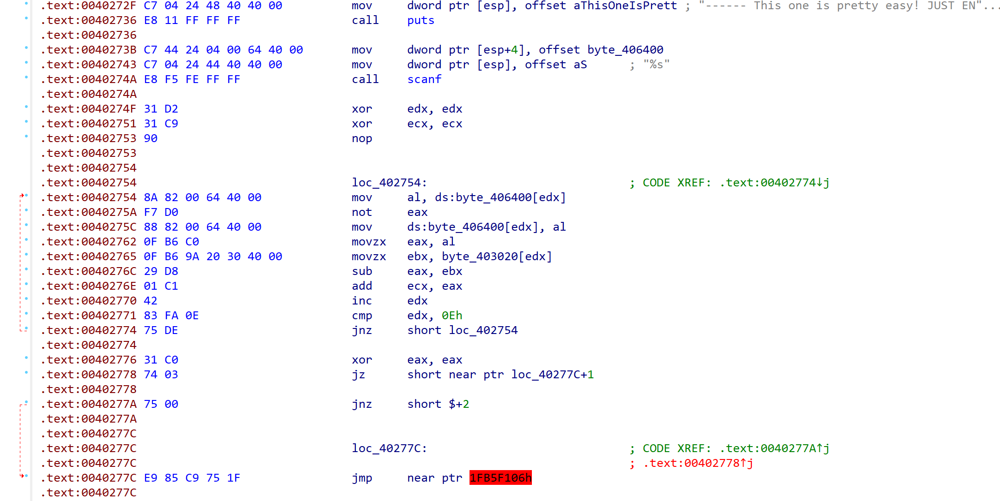 .text:0040272F C7 04 24 48 40 40 00 mov dword ptr [esp], offset aThisOneIsPrett ; "------ This one is pretty easy! JUST EN"...
.text:00402736 E8 11 FF FF FF call puts
.text:00402736
.text:0040273B C7 44 24 04 00 64 40 00 mov dword ptr [esp+4], offset byte_406400
.text:00402743 C7 04 24 44 40 40 00 mov dword ptr [esp], offset aS ; "%s"
.text:0040274A E8 F5 FE FF FF call scanf
.text:0040274A
.text:0040274F 31 D2 xor edx, edx
.text:00402751 31 C9 xor ecx, ecx
.text:00402753 90 nop
.text:00402753
.text:00402754
.text:00402754 loc_402754: ; CODE XREF: .text:00402774↓j
.text:00402754 8A 82 00 64 40 00 mov al, ds:byte_406400[edx]
.text:0040275A F7 D0 not eax
.text:0040275C 88 82 00 64 40 00 mov ds:byte_406400[edx], al
.text:00402762 0F B6 C0 movzx eax, al
.text:00402765 0F B6 9A 20 30 40 00 movzx ebx, byte_403020[edx]
.text:0040276C 29 D8 sub eax, ebx
.text:0040276E 01 C1 add ecx, eax
.text:00402770 42 inc edx
.text:00402771 83 FA 0E cmp edx, 0Eh
.text:00402774 75 DE jnz short loc_402754
.text:00402774
.text:00402776 31 C0 xor eax, eax
.text:00402778 74 03 jz short near ptr loc_40277C+1
.text:00402778
.text:0040277A 75 00 jnz short $+2
.text:0040277A
.text:0040277C
.text:0040277C loc_40277C: ; CODE XREF: .text:0040277A↑j
.text:0040277C ; .text:00402778↑j
.text:0040277C E9 85 C9 75 1F jmp near ptr 1FB5F106h
.text:0040277C